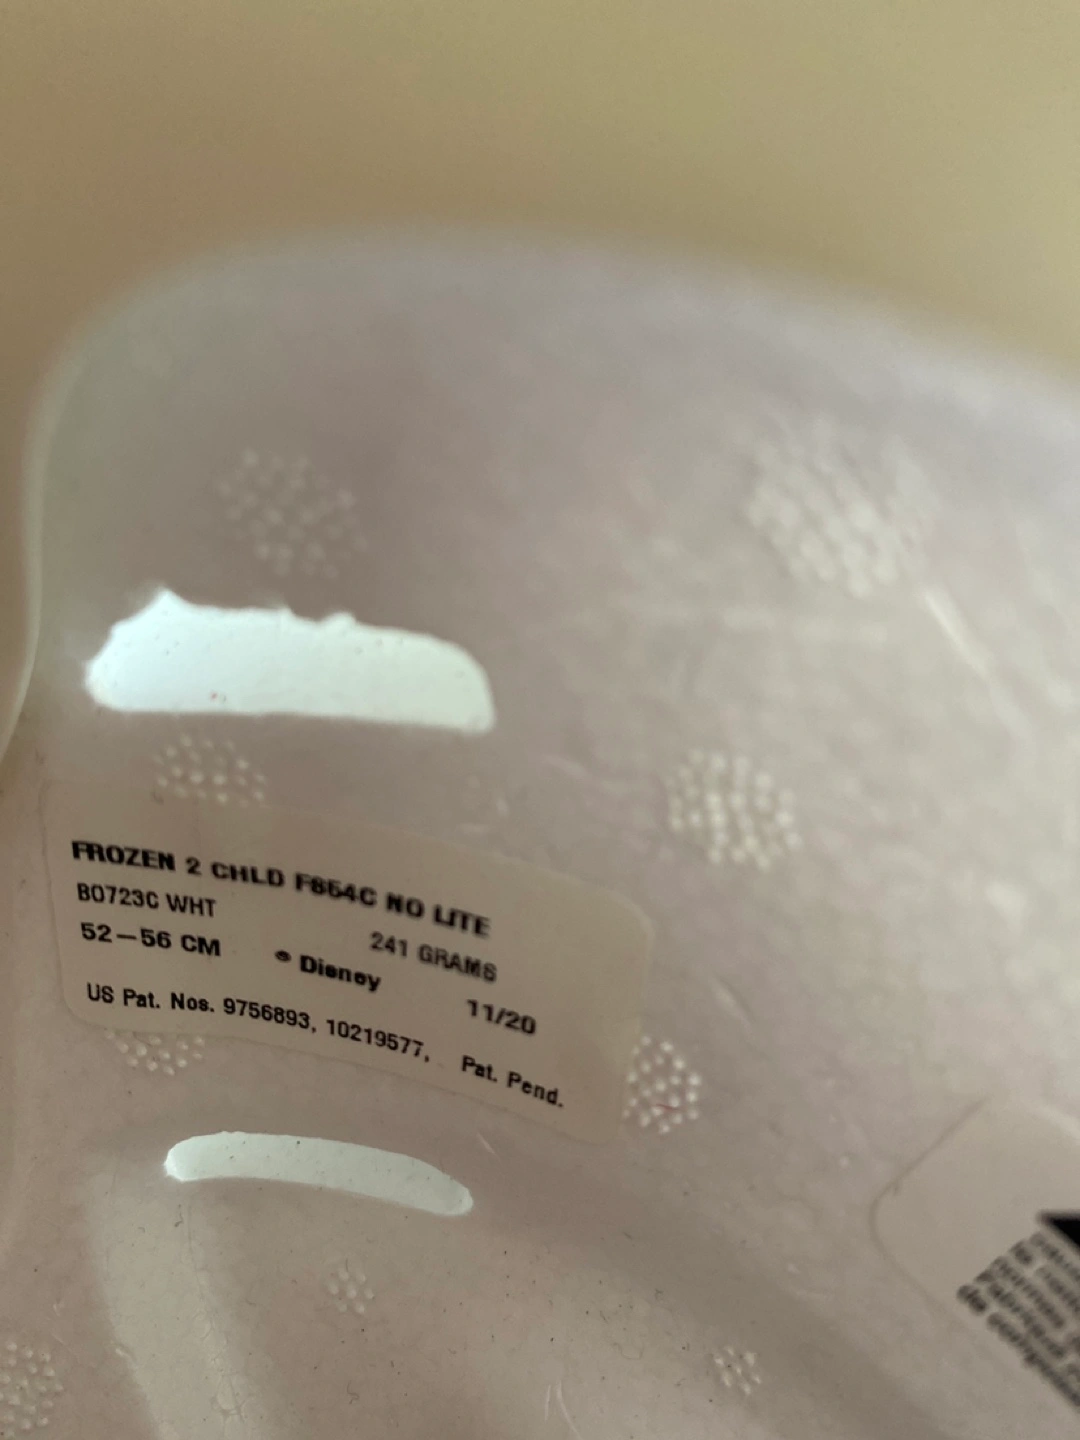 FROZEN 2 CHLD F854C NO LITE
B0723C WHT
241 GRAMS
52-56 CM
© Disney
11/20
US Pat. Nos. 9756893, 10219577, Pat. Pend.